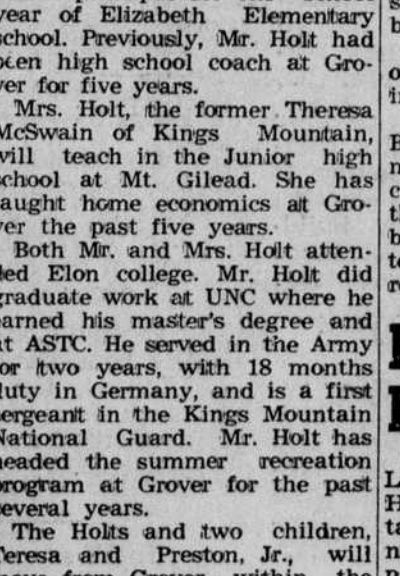 year of Elizabeth Elementary
school. Previously, Mr. Holt had
been high school coach at Gro-
ver for five years.
Mrs. Holt, the former Theresa
McSwain of Kings Mountain,
will teach in the Junior high
school at Mt. Gilead. She has
taught home economics at Gro-
ver the past five years.
Both Mr. and Mrs. Holt atten-
ded Elon college. Mr. Holt did
graduate work at UNC where he
earned his master's degree and
at ASTC. He served in the Army
for two years, with 18 months
duty in Germany, and is a first
sergeant in the Kings Mountain
National Guard. Mr. Holt has
headed the summer recreation
program at Grover for the past
several years.
The Holts and two children,
Teresa and Preston, Jr., will
move from Grover within the